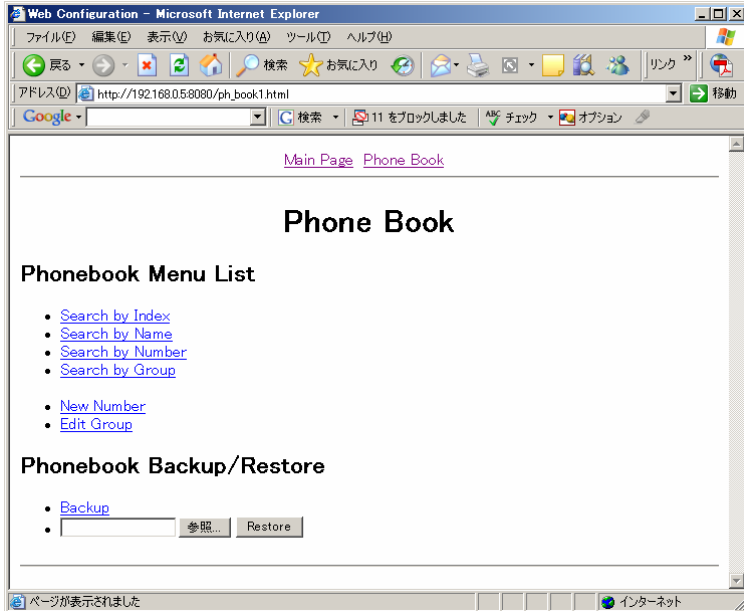 Web Configuration - Microsoft Internet Explorer
ファイル(F) 編集(E) 表示(V) お気に入り(A) ツール(T) ヘルプ(H)
戻る 検索 お気に入り リンク »
アドレス(D) http://192.168.0.5:8080/ph_book1.html 移動
Google 検索 11 をブロックしました ABC チェック オプション
Main Page Phone Book
Phone Book
Phonebook Menu List
Search by Index
Search by Name
Search by Number
Search by Group
New Number
Edit Group
Phonebook Backup/Restore
Backup
参照... Restore
ページが表示されました インターネット